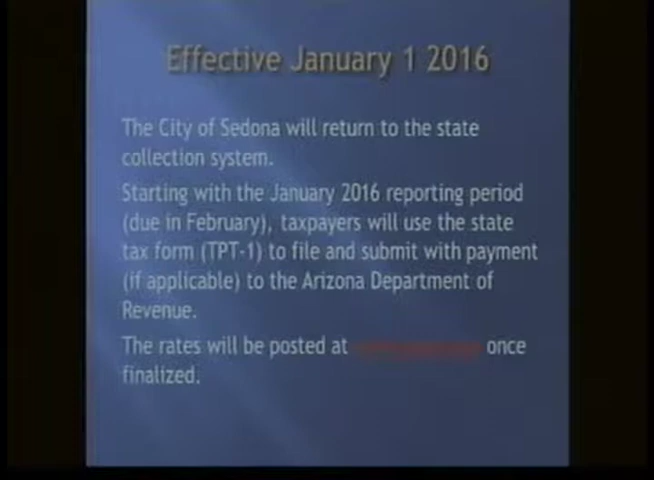 Effective January 1 2016
The City of Sedona will return to the state
collection system.
Starting with the January 2016 reporting period
(due in February), taxpayers will use the state
tax form (TPT-1) to file and submit with payment
(if applicable) to the Arizona Department of
Revenue.
The rates will be posted at once
finalized.